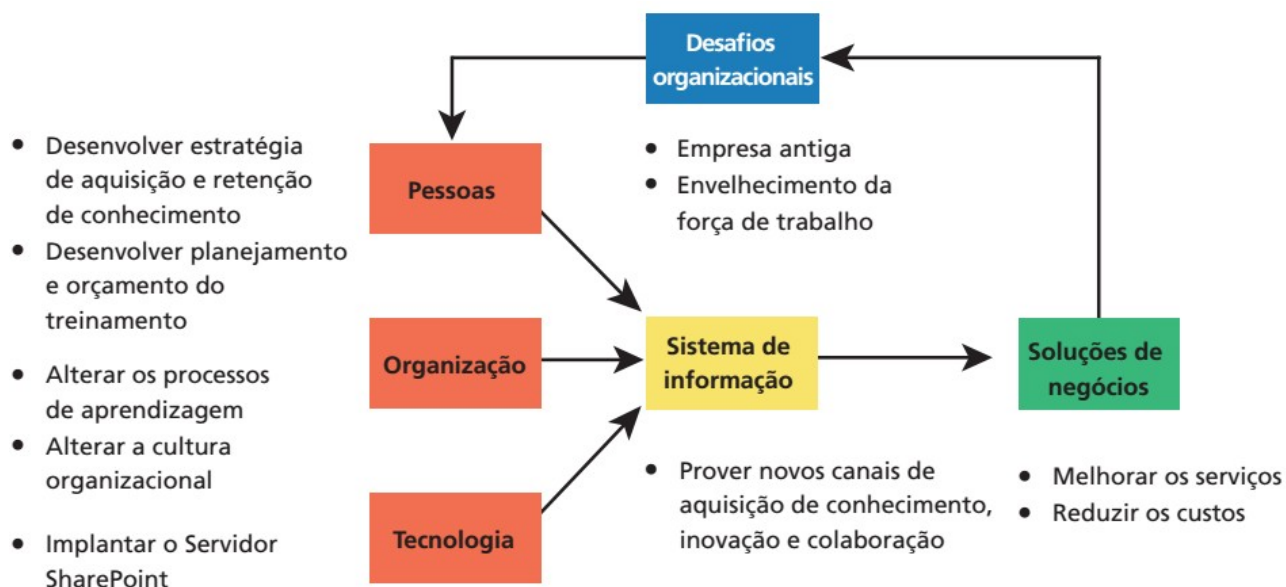 Desafios
organizacionais
• Empresa antiga
• Envelhecimento da
força de trabalho
• Desenvolver estratégia
de aquisição e retenção
de conhecimento
• Desenvolver planejamento
e orçamento do
treinamento
Pessoas
• Alterar os processos
de aprendizagem
• Alterar a cultura
organizacional
Organização
• Implantar o Servidor
SharePoint
Tecnologia
Sistema de
informação
• Prover novos canais de
aquisição de conhecimento,
inovação e colaboração
Soluções de
negócios
• Melhorar os serviços
• Reduzir os custos